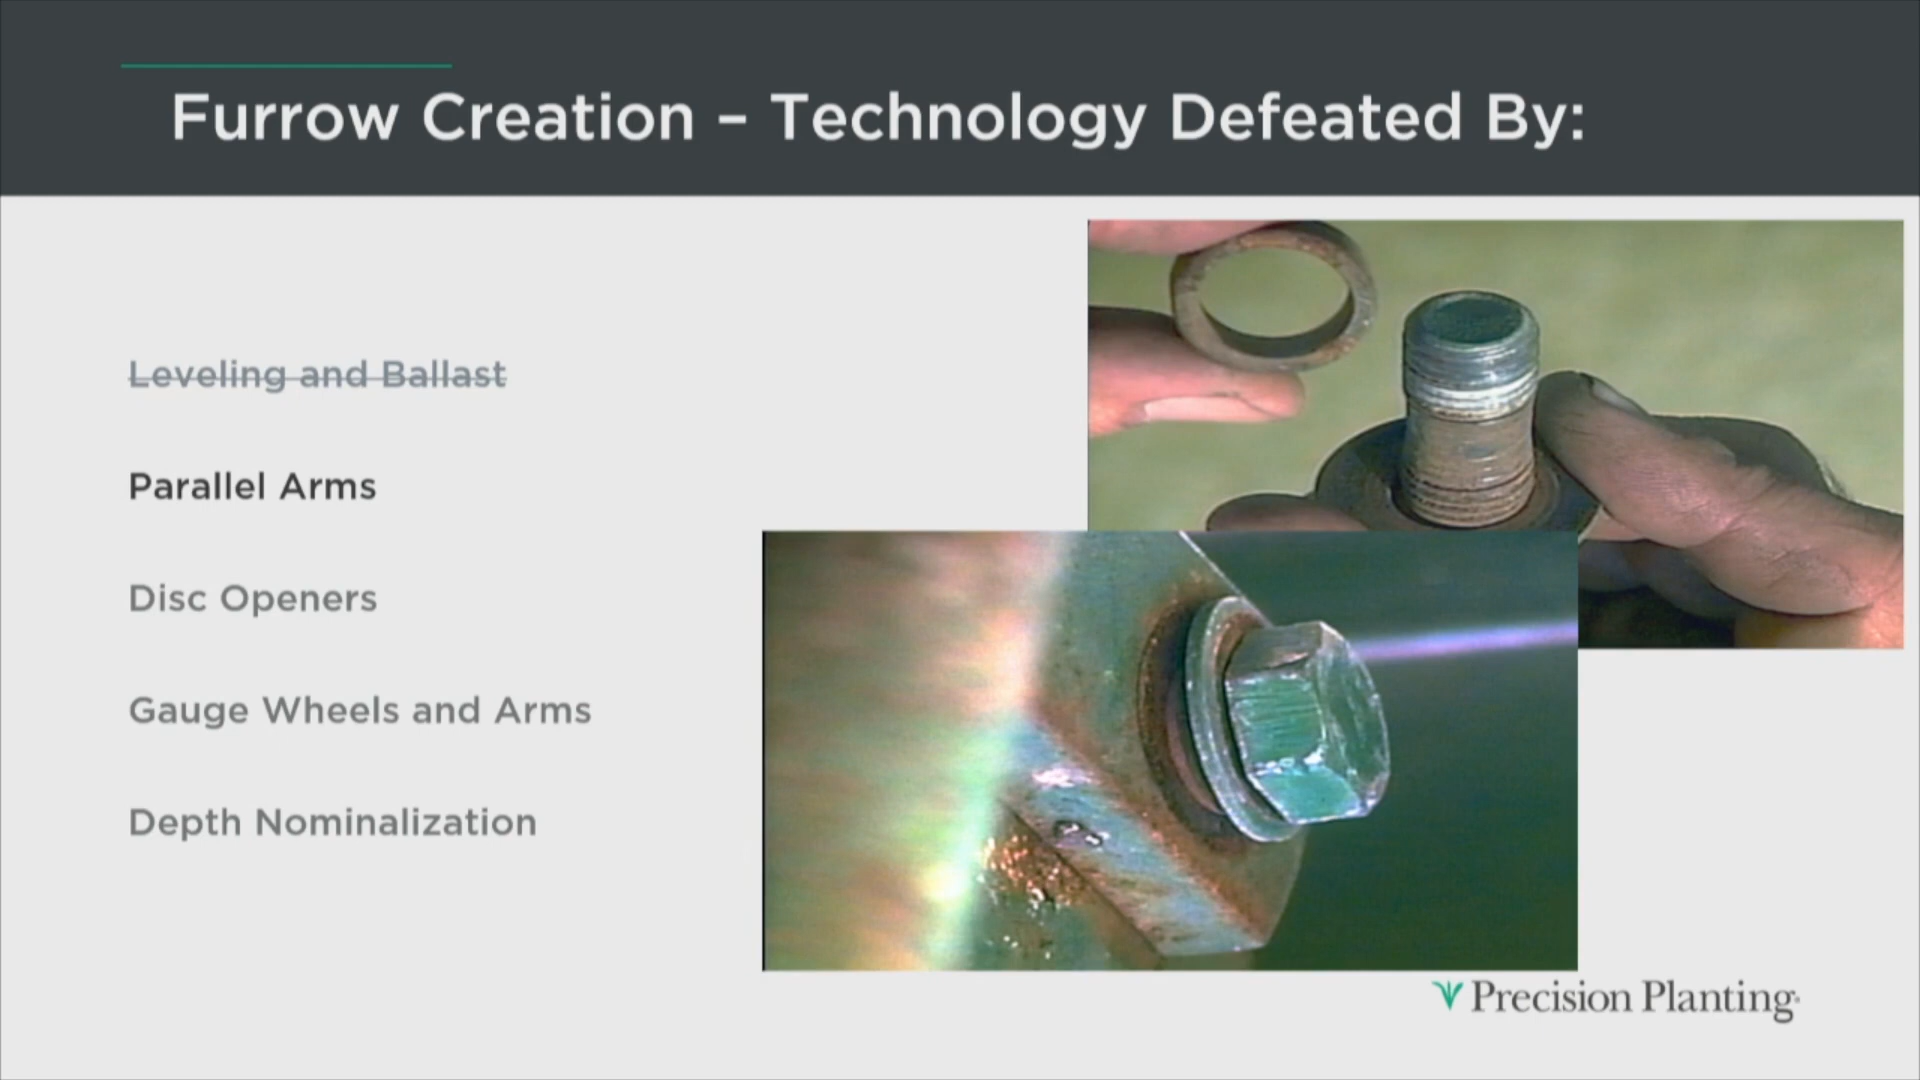 Furrow Creation – Technology Defeated By:
Leveling and Ballast
Parallel Arms
Disc Openers
Gauge Wheels and Arms
Depth Nominalization
Precision Planting